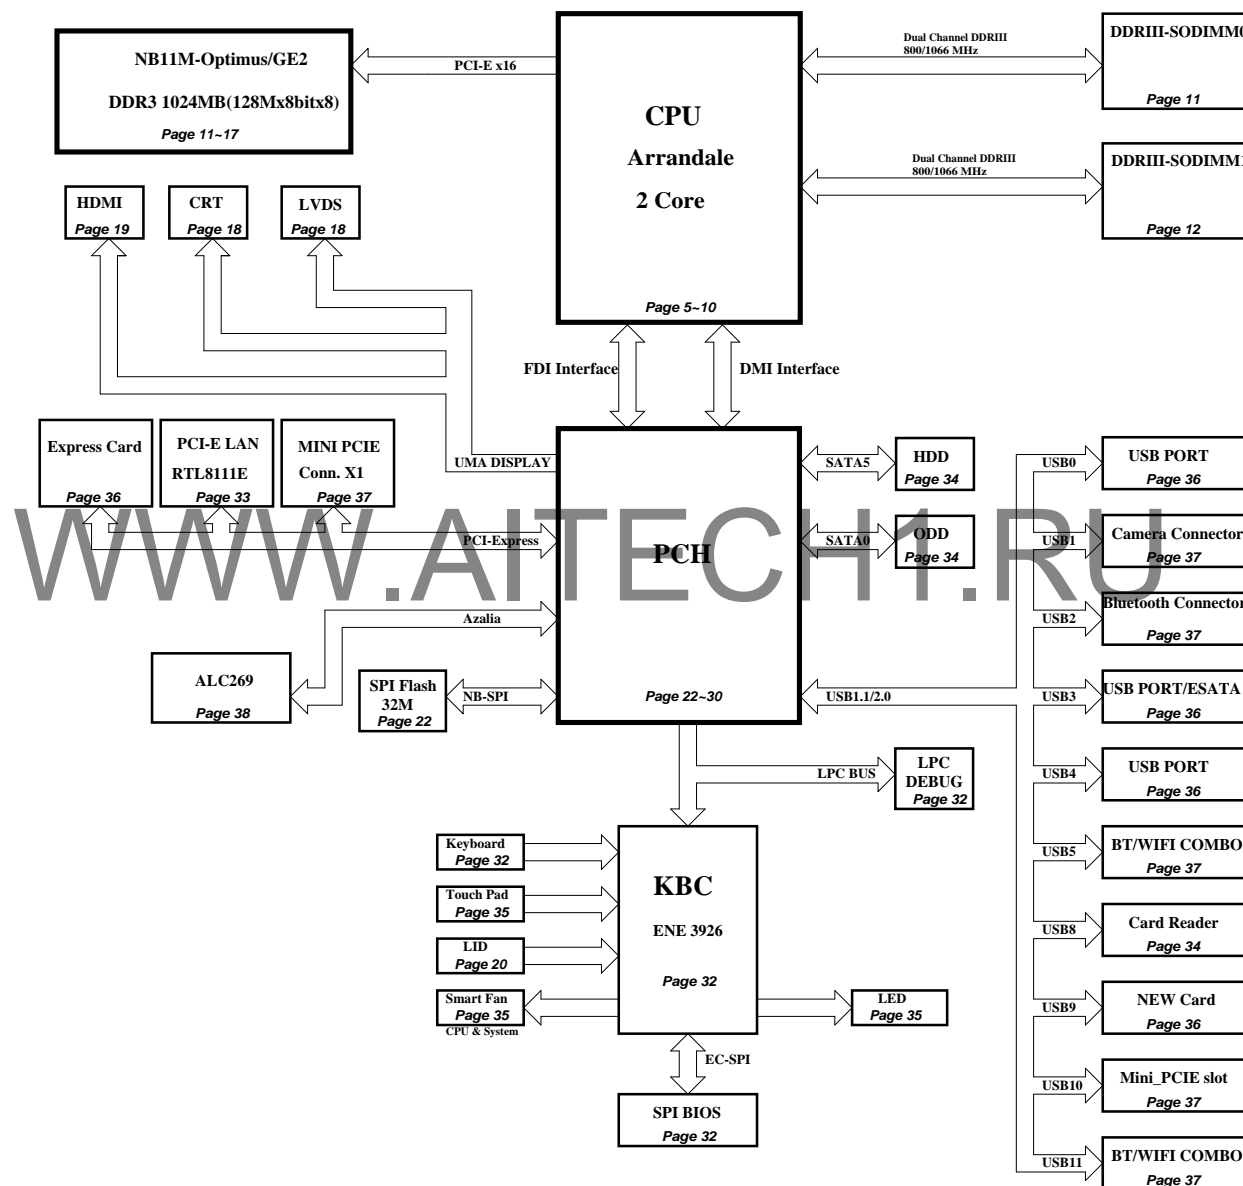 NB11M-Optimus/GE2
DDR3 1024MB(128Mx8bitx8)
Page 11~17
PCI-E x16
CPU
Arrandale
2 Core
Page 5~10
Dual Channel DDRIII
800/1066 MHz
DDRIII-SODIMM0
Page 11
Dual Channel DDRIII
800/1066 MHz
DDRIII-SODIMM1
Page 12
HDMI
Page 19
CRT
Page 18
LVDS
Page 18
FDI Interface
DMI Interface
Express Card
Page 36
PCI-E LAN
RTL8111E
Page 33
MINI PCIE
Conn. X1
Page 37
UMA DISPLAY
PCI-Express
PCH
Page 22~30
SATA5
HDD
Page 34
SATA0
ODD
Page 34
WWW.AITECH1.RU
Azalia
ALC269
Page 38
SPI Flash
32M
Page 22
NB-SPI
USB1.1/2.0
USB0
USB PORT
Page 36
USB1
Camera Connector
Page 37
USB2
Bluetooth Connector
Page 37
USB3
USB PORT/ESATA
Page 36
USB4
USB PORT
Page 36
USB5
BT/WIFI COMBO
Page 37
USB8
Card Reader
Page 34
USB9
NEW Card
Page 36
USB10
Mini_PCIE slot
Page 37
USB11
BT/WIFI COMBO
Page 37
LPC BUS
LPC
DEBUG
Page 32
Keyboard
Page 32
Touch Pad
Page 35
LID
Page 20
Smart Fan
Page 35
CPU & System
KBC
ENE 3926
Page 32
LED
Page 35
EC-SPI
SPI BIOS
Page 32